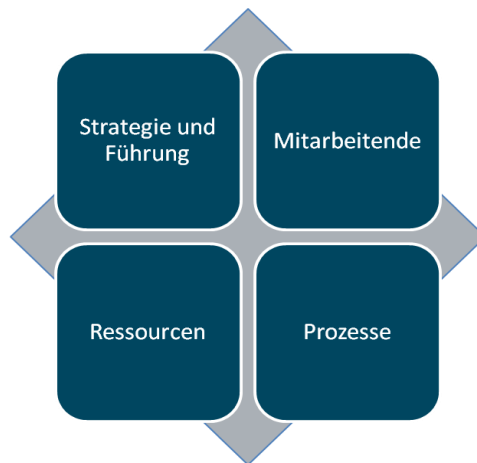 Strategie und
Führung
Mitarbeitende
Ressourcen
Prozesse